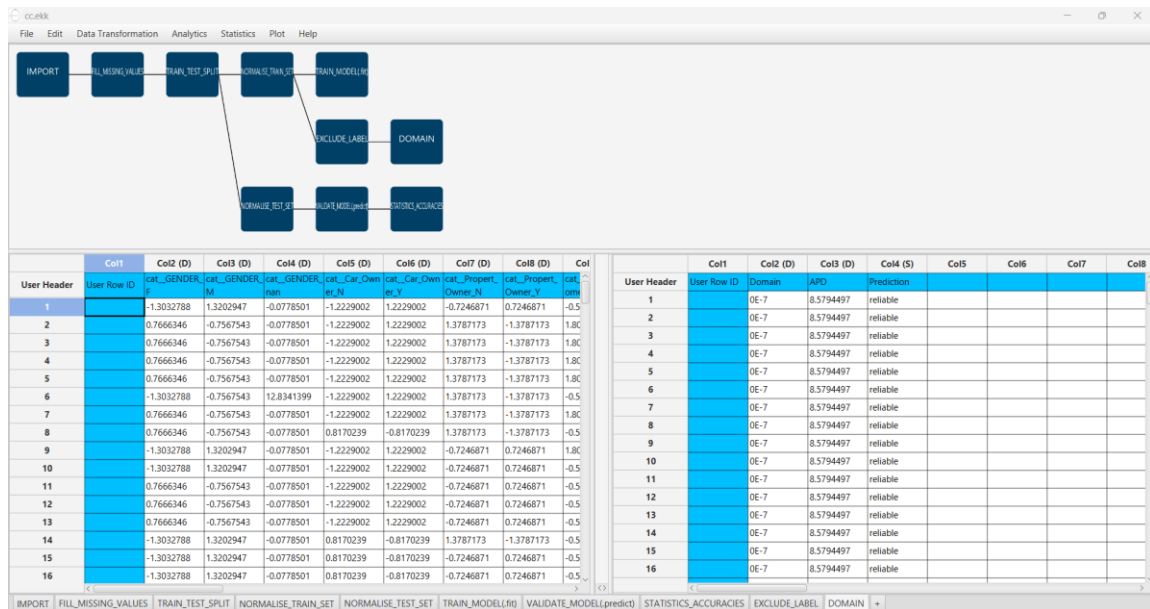 cc.ekk
File Edit Data Transformation Analytics Statistics Plot Help
IMPORT FILL_MISSING_VALUES TRAIN_TEST_SPLIT NORMALISE_TRAIN_SET TRAIN_MODEL(.fit)
EXCLUDE_LABEL DOMAIN
NORMALISE_TEST_SET VALIDATE_MODEL(.predict) STATISTICS_ACCURACIES
Col1 Col2 (D) Col3 (D) Col4 (D) Col5 (D) Col6 (D) Col7 (D) Col8 (D) Col
User Header User Row ID cat__GENDER_F cat__GENDER_M cat__GENDER_nan cat__Car_Owner_N cat__Car_Owner_Y cat__Propert_Owner_N cat__Propert_Owner_Y
1 -1.3032788 1.3202947 -0.0778501 -1.2229002 1.2229002 -0.7246871 0.7246871 -0.5
2 0.7666346 -0.7567543 -0.0778501 -1.2229002 1.2229002 1.3787173 -1.3787173 1.80
3 0.7666346 -0.7567543 -0.0778501 -1.2229002 1.2229002 1.3787173 -1.3787173 1.80
4 0.7666346 -0.7567543 -0.0778501 -1.2229002 1.2229002 1.3787173 -1.3787173 1.80
5 0.7666346 -0.7567543 -0.0778501 -1.2229002 1.2229002 1.3787173 -1.3787173 1.80
6 -1.3032788 -0.7567543 12.8341399 -1.2229002 1.2229002 1.3787173 -1.3787173 -0.5
7 0.7666346 -0.7567543 -0.0778501 -1.2229002 1.2229002 1.3787173 -1.3787173 1.80
8 0.7666346 -0.7567543 -0.0778501 0.8170239 -0.8170239 1.3787173 -1.3787173 -0.5
9 -1.3032788 1.3202947 -0.0778501 -1.2229002 1.2229002 -0.7246871 0.7246871 1.80
10 -1.3032788 1.3202947 -0.0778501 -1.2229002 1.2229002 -0.7246871 0.7246871 -0.5
11 0.7666346 -0.7567543 -0.0778501 -1.2229002 1.2229002 -0.7246871 0.7246871 -0.5
12 0.7666346 -0.7567543 -0.0778501 -1.2229002 1.2229002 -0.7246871 0.7246871 -0.5
13 0.7666346 -0.7567543 -0.0778501 -1.2229002 1.2229002 -0.7246871 0.7246871 -0.5
14 -1.3032788 1.3202947 -0.0778501 0.8170239 -0.8170239 1.3787173 -1.3787173 -0.5
15 -1.3032788 1.3202947 -0.0778501 0.8170239 -0.8170239 -0.7246871 0.7246871 -0.5
16 -1.3032788 1.3202947 -0.0778501 0.8170239 -0.8170239 -0.7246871 0.7246871 -0.5
Col1 Col2 (D) Col3 (D) Col4 (S) Col5 Col6 Col7 Col8
User Header User Row ID Domain APD Prediction
1 0E-7 8.5794497 reliable
2 0E-7 8.5794497 reliable
3 0E-7 8.5794497 reliable
4 0E-7 8.5794497 reliable
5 0E-7 8.5794497 reliable
6 0E-7 8.5794497 reliable
7 0E-7 8.5794497 reliable
8 0E-7 8.5794497 reliable
9 0E-7 8.5794497 reliable
10 0E-7 8.5794497 reliable
11 0E-7 8.5794497 reliable
12 0E-7 8.5794497 reliable
13 0E-7 8.5794497 reliable
14 0E-7 8.5794497 reliable
15 0E-7 8.5794497 reliable
16 0E-7 8.5794497 reliable
IMPORT FILL_MISSING_VALUES TRAIN_TEST_SPLIT NORMALISE_TRAIN_SET NORMALISE_TEST_SET TRAIN_MODEL(.fit) VALIDATE_MODEL(.predict) STATISTICS_ACCURACIES EXCLUDE_LABEL DOMAIN +